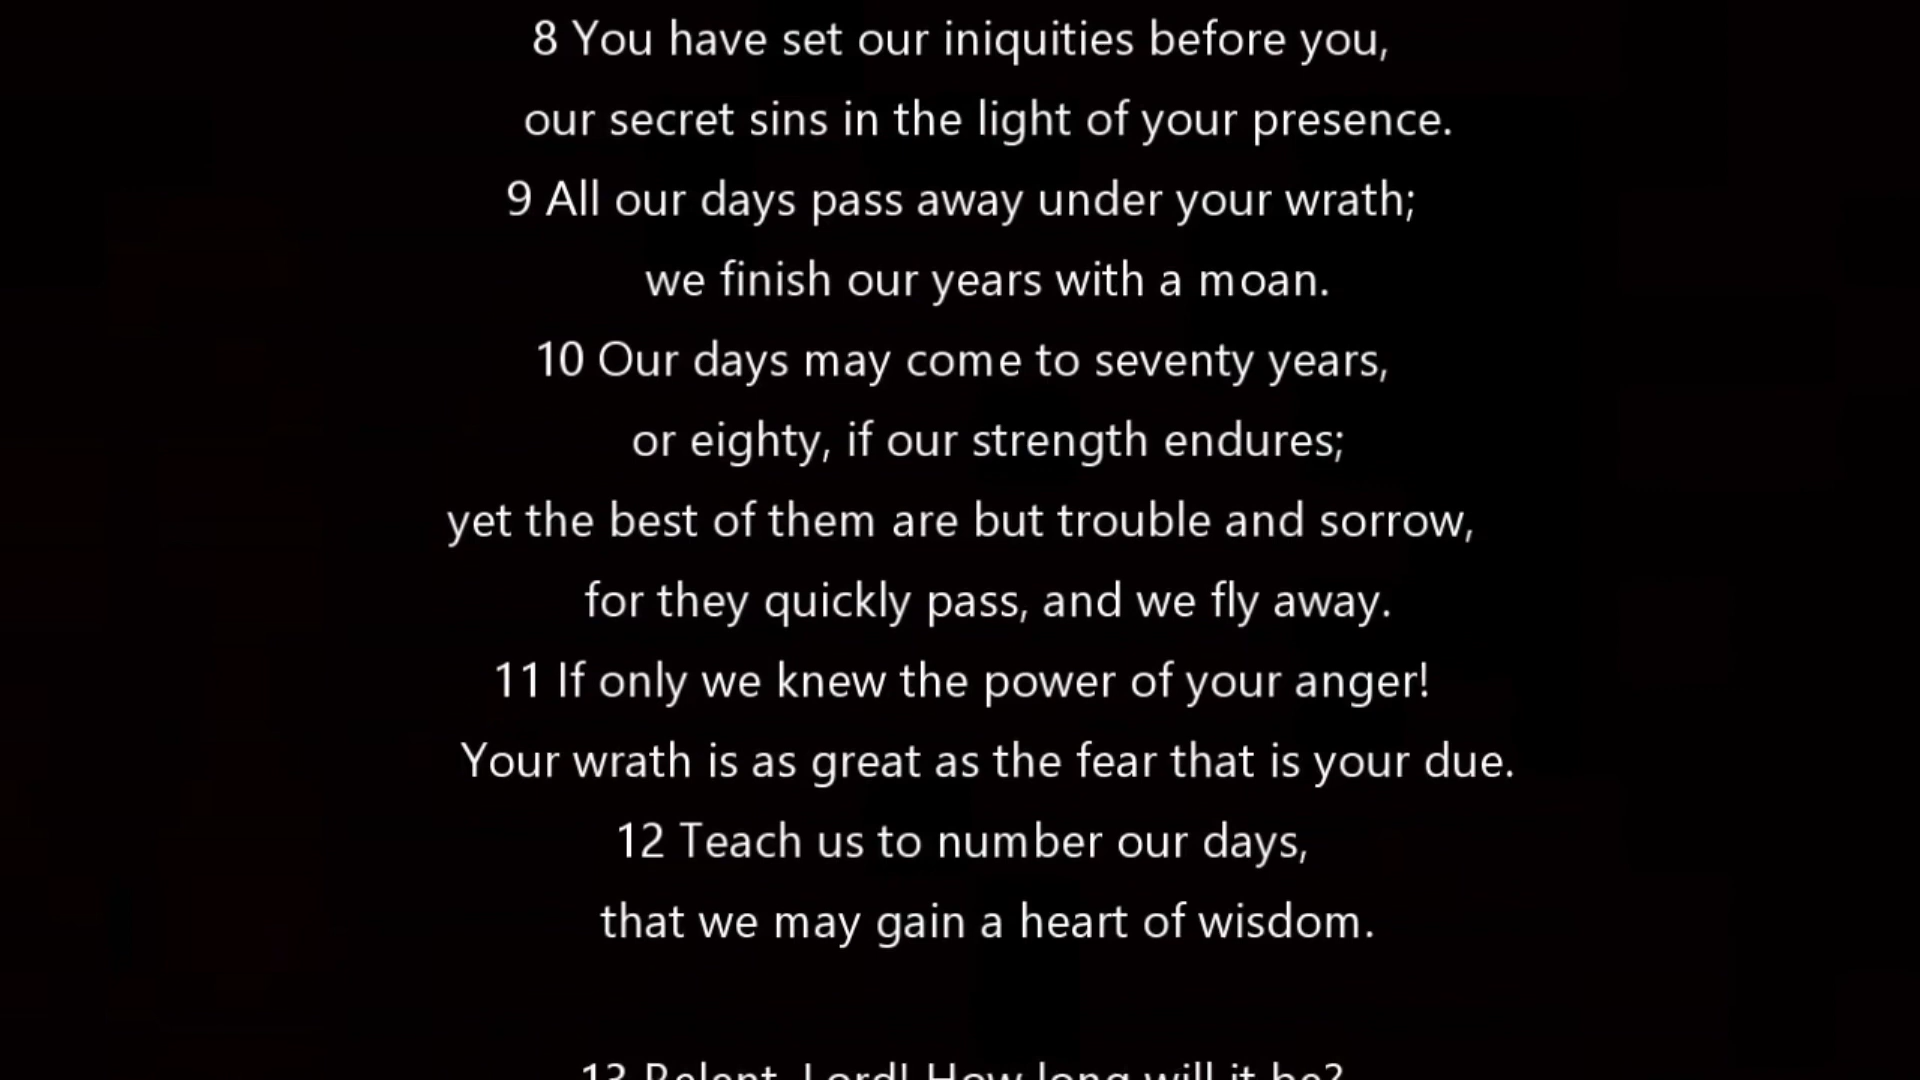 8 You have set our iniquities before you,
our secret sins in the light of your presence.
9 All our days pass away under your wrath;
we finish our years with a moan.
10 Our days may come to seventy years,
or eighty, if our strength endures;
yet the best of them are but trouble and sorrow,
for they quickly pass, and we fly away.
11 If only we knew the power of your anger!
Your wrath is as great as the fear that is your due.
12 Teach us to number our days,
that we may gain a heart of wisdom.
13 Relent, Lord! How long will it be?